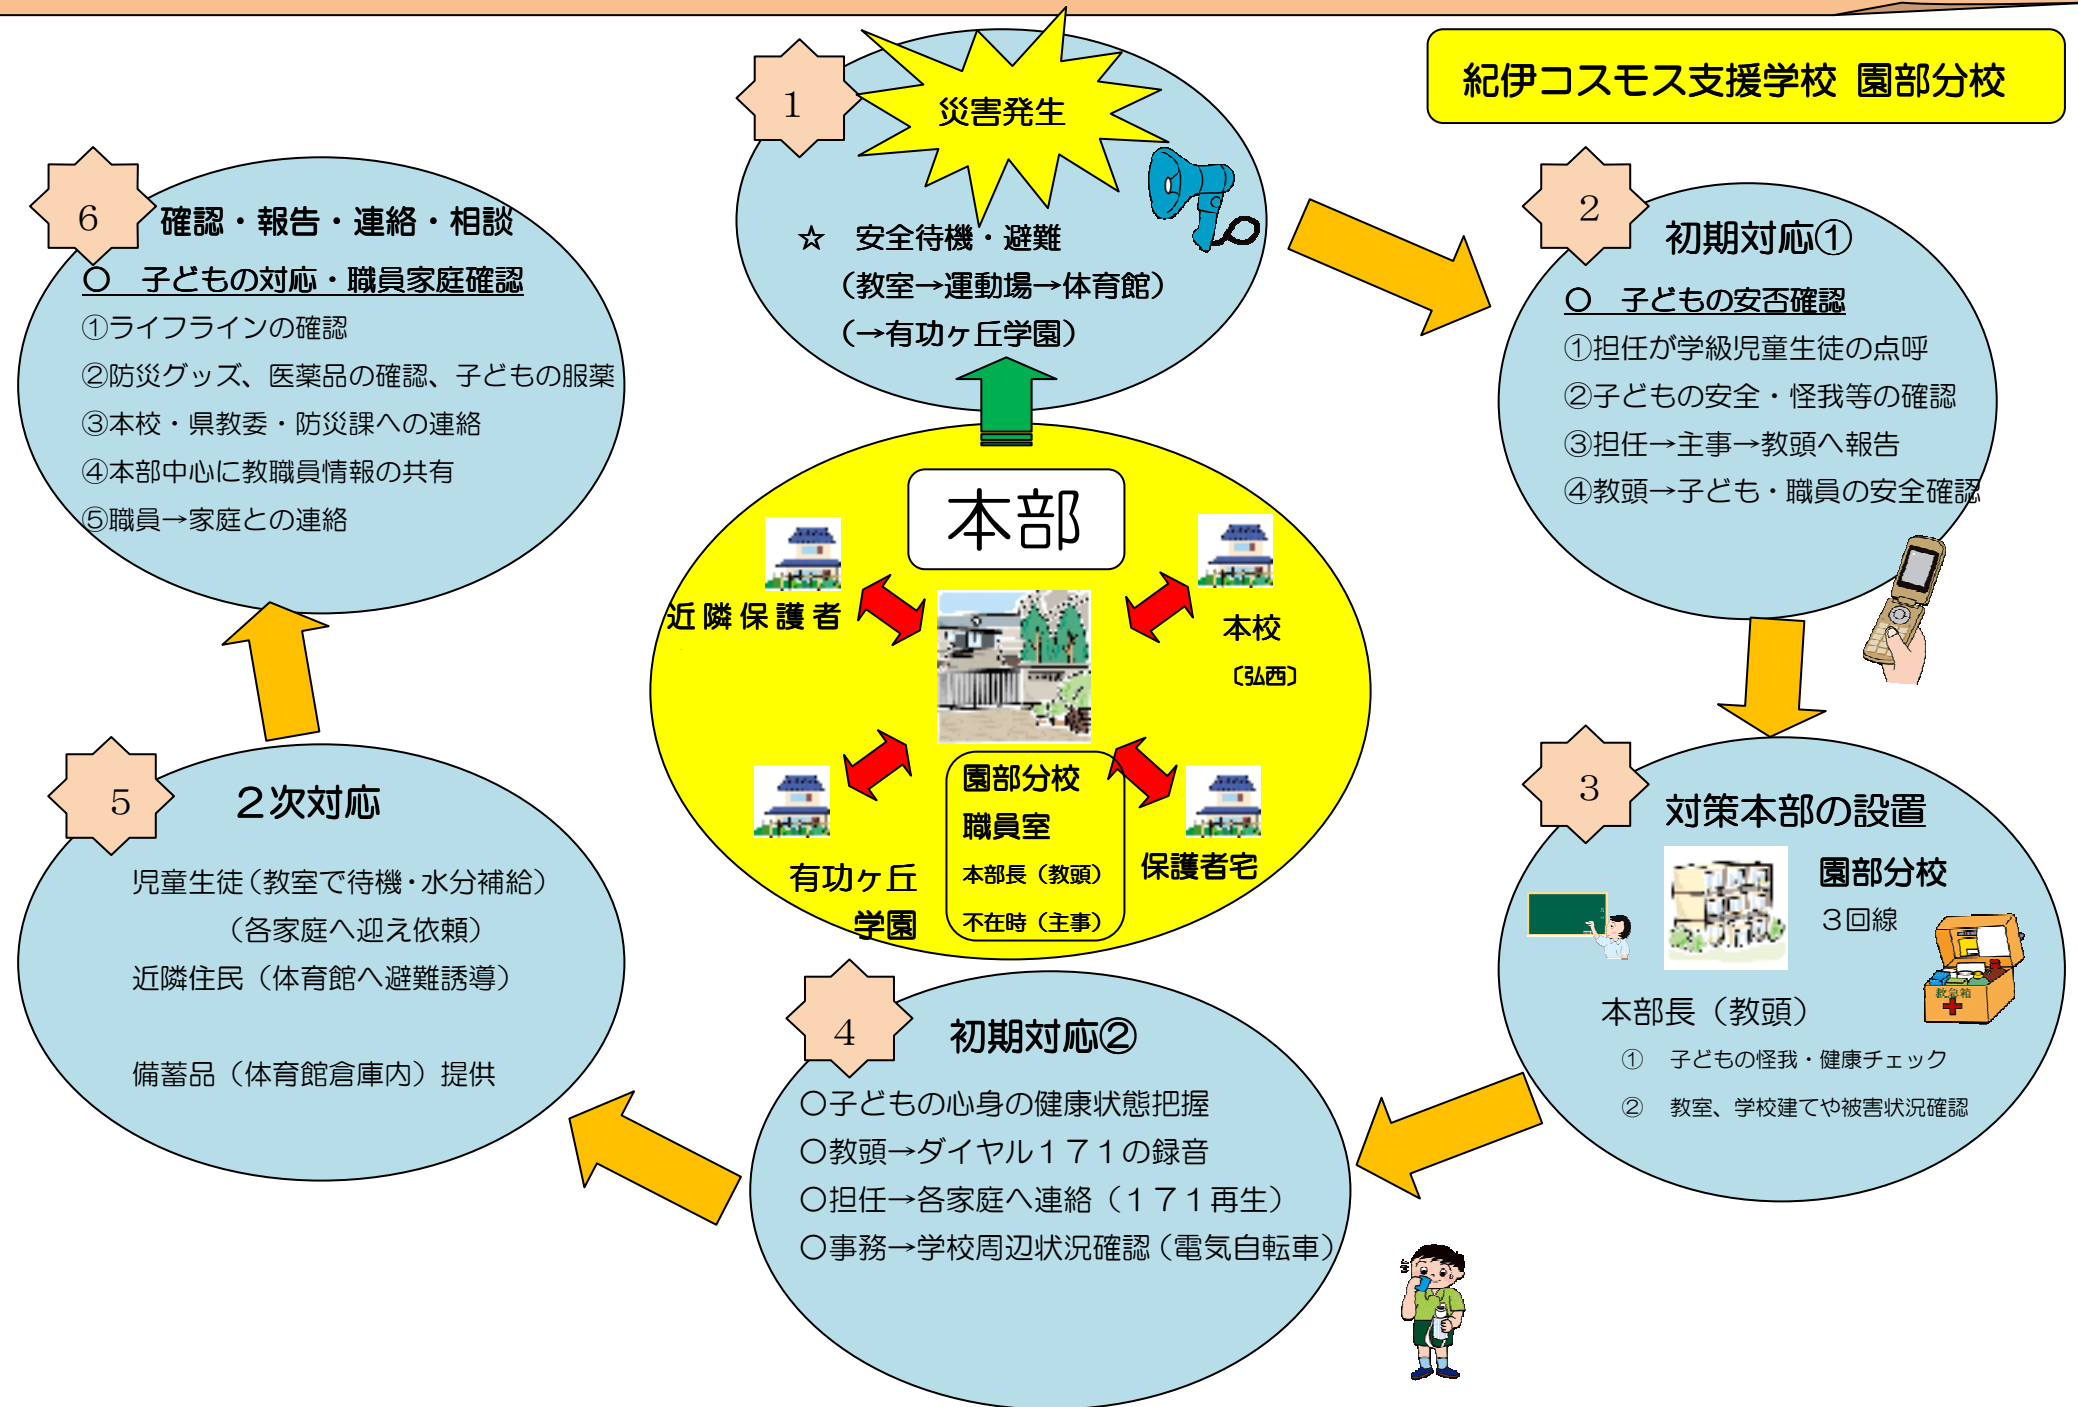 紀伊コスモス支援学校 園部分校
1
災害発生
☆　安全待機・避難
（教室→運動場→体育館）
（→有功ヶ丘学園）
2
初期対応①
〇　子どもの安否確認
①担任が学級児童生徒の点呼
②子どもの安全・怪我等の確認
③担任→主事→教頭へ報告
④教頭→子ども・職員の安全確認
3
対策本部の設置
園部分校
３回線
救急箱
本部長（教頭）
①　子どもの怪我・健康チェック
②　教室、学校建てや被害状況確認
4
初期対応②
〇子どもの心身の健康状態把握
〇教頭→ダイヤル１７１の録音
〇担任→各家庭へ連絡（１７１再生）
〇事務→学校周辺状況確認（電気自転車）
5
２次対応
児童生徒（教室で待機・水分補給）
（各家庭へ迎え依頼）
近隣住民（体育館へ避難誘導）
備蓄品（体育館倉庫内）提供
6
確認・報告・連絡・相談
〇　子どもの対応・職員家庭確認
①ライフラインの確認
②防災グッズ、医薬品の確認、子どもの服薬
③本校・県教委・防災課への連絡
④本部中心に教職員情報の共有
⑤職員→家庭との連絡
本部
近隣保護者
本校
〔弘西〕
有功ヶ丘
学園
園部分校
職員室
本部長（教頭）
不在時（主事）
保護者宅